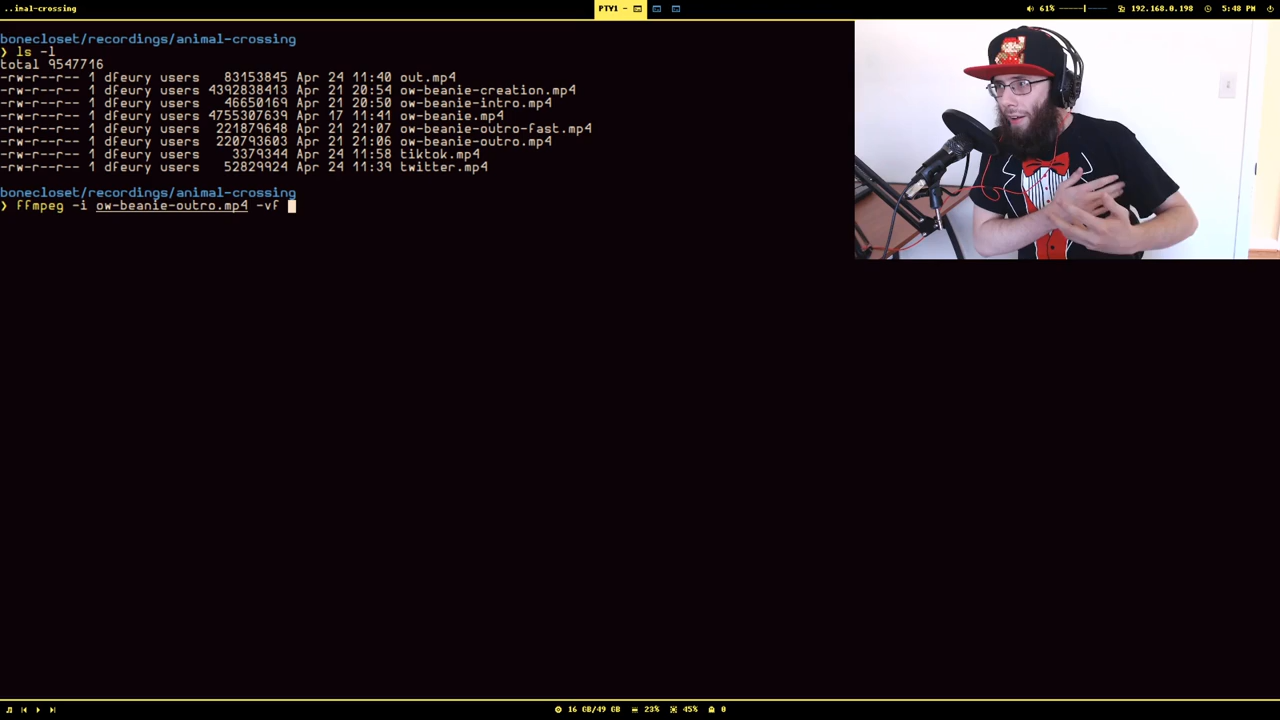 ..imal-crossing
PTY1 -
61%
192.168.0.198
5:48 PM
bonecloset/recordings/animal-crossing
❯ ls -l
total 9547716
-rw-r--r-- 1 dfeury users 83153845 Apr 24 11:40 out.mp4
-rw-r--r-- 1 dfeury users 4392838413 Apr 21 20:54 ow-beanie-creation.mp4
-rw-r--r-- 1 dfeury users 46650169 Apr 21 20:50 ow-beanie-intro.mp4
-rw-r--r-- 1 dfeury users 4755307639 Apr 17 11:41 ow-beanie.mp4
-rw-r--r-- 1 dfeury users 221879648 Apr 21 21:07 ow-beanie-outro-fast.mp4
-rw-r--r-- 1 dfeury users 220793603 Apr 21 21:06 ow-beanie-outro.mp4
-rw-r--r-- 1 dfeury users 3379344 Apr 24 11:58 tiktok.mp4
-rw-r--r-- 1 dfeury users 52829924 Apr 24 11:39 twitter.mp4
bonecloset/recordings/animal-crossing
❯ ffmpeg -i ow-beanie-outro.mp4 -vf
16 GB/49 GB
23%
45%
0